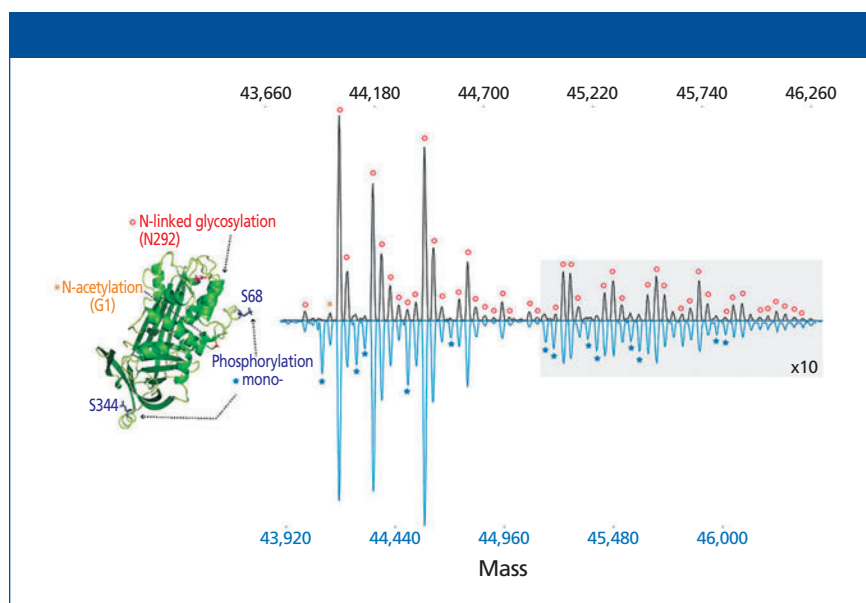 43,660 44,180 44,700 45,220 45,740 46,260
N-linked glycosylation
(N292)
N-acetylation
(G1)
S68
Phosphorylation
mono-
S344
x10
43,920 44,440 44,960 45,480 46,000
Mass